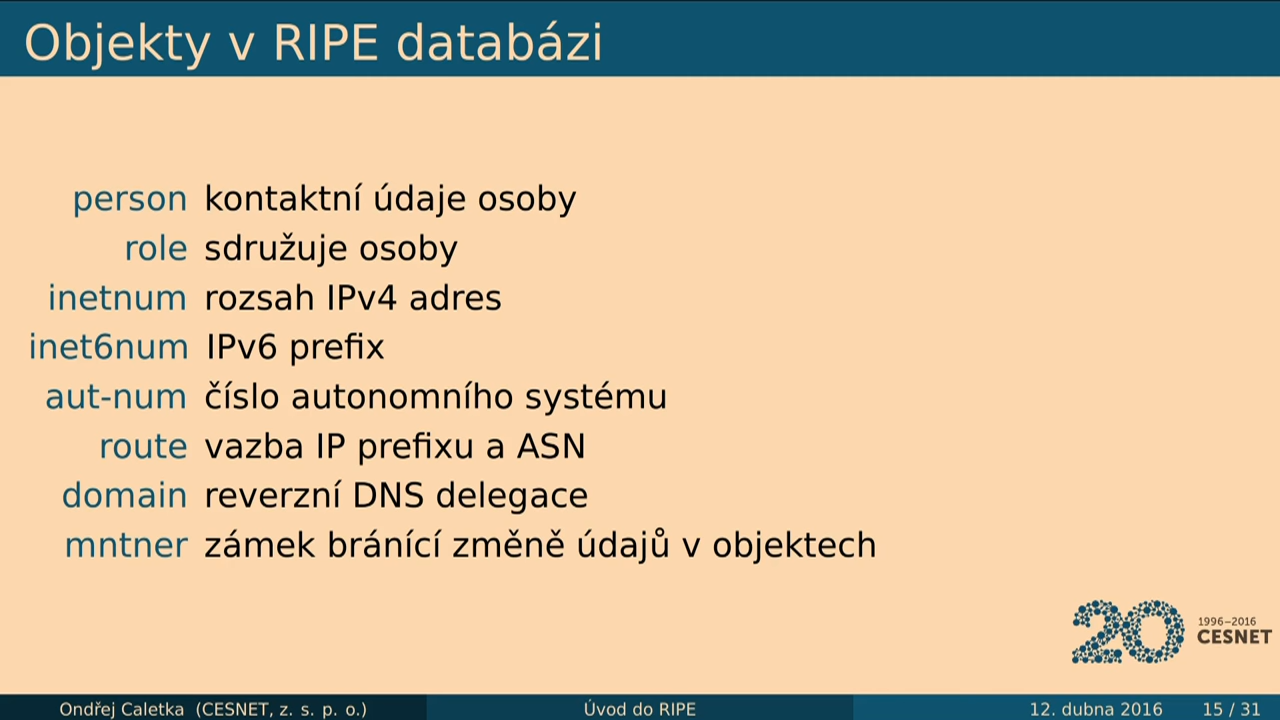 Objekty v RIPE databázi
person kontaktní údaje osoby
role sdružuje osoby
inetnum rozsah IPv4 adres
inet6num IPv6 prefix
aut-num číslo autonomního systému
route vazba IP prefixu a ASN
domain reverzní DNS delegace
mntner zámek bránící změně údajů v objektech
20 1996–2016
CESNET
Ondřej Caletka (CESNET, z. s. p. o.) Úvod do RIPE 12. dubna 2016 15 / 31